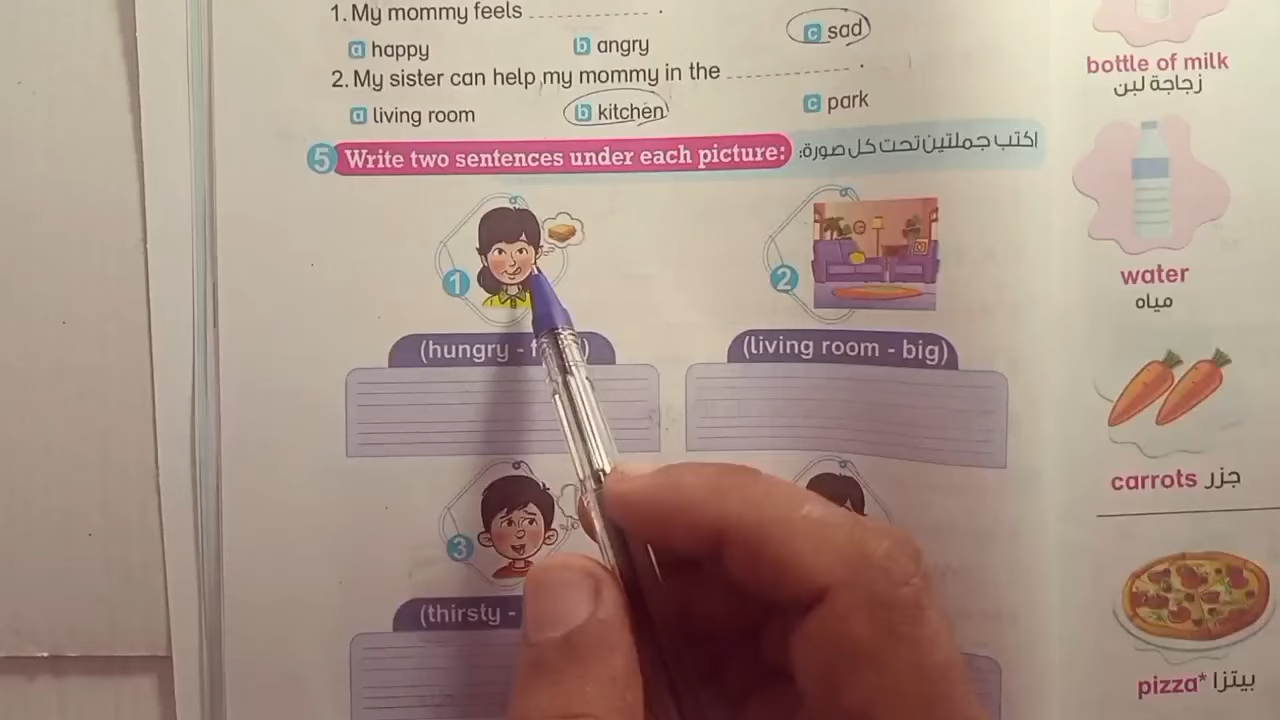 1. My mommy feels .
a happy
b angry
c sad
2. My sister can help my mommy in the .
a living room
b kitchen
c park
5 Write two sentences under each picture:
اكتب جملتين تحت كل صورة:
1
2
(hungry - f )
(living room - big)
3
(thirsty -
bottle of milk
زجاجة لبن
water
مياه
carrots جزر
pizza* بيتزا